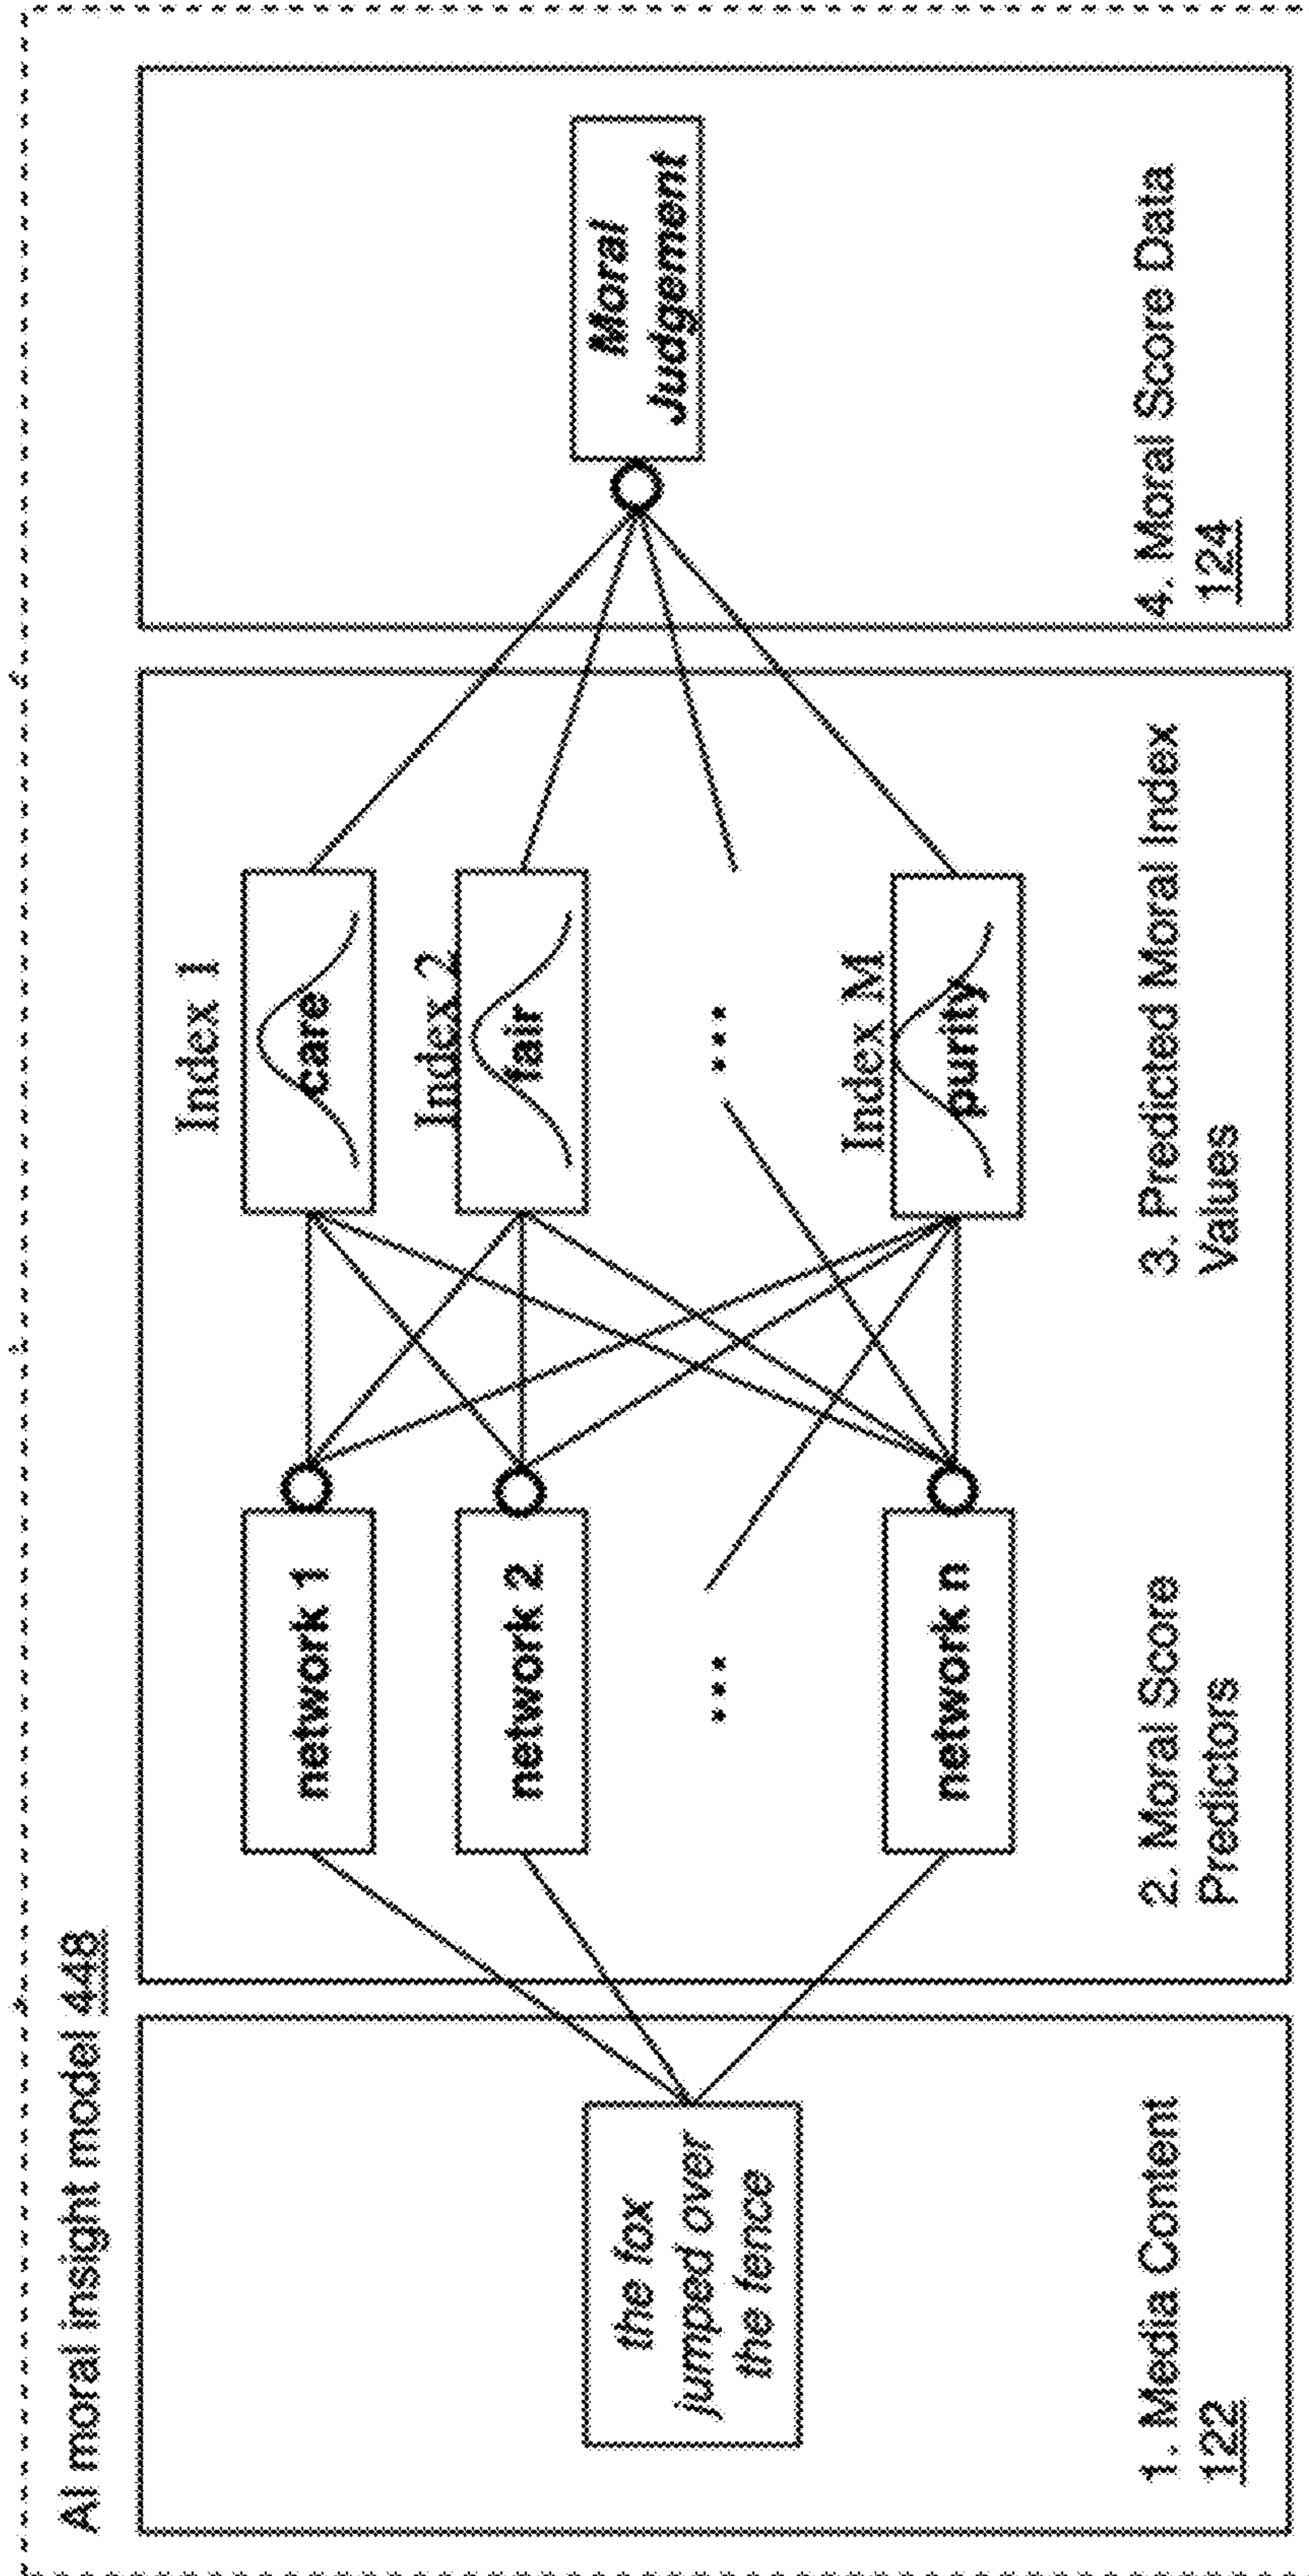 AI moral insight model 448
the fox
jumped over
the fence
1. Media Content
122
network 1
network 2
...
network n
2. Moral Score
Predictors
Index 1
care
Index 2
fair
...
Index M
purity
3. Predicted Moral Index
Values
Moral
Judgement
4. Moral Score Data
124